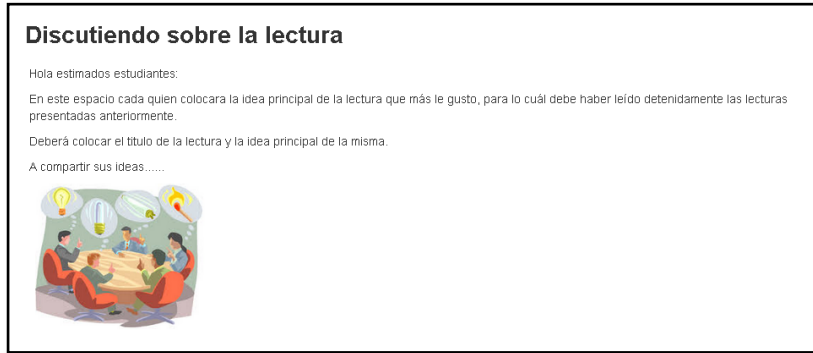 Discutiendo sobre la lectura
Hola estimados estudiantes:
En este espacio cada quien colocara la idea principal de la lectura que más le gusto, para lo cuál debe haber leído detenidamente las lecturas
presentadas anteriormente.
Deberá colocar el titulo de la lectura y la idea principal de la misma.
A compartir sus ideas......